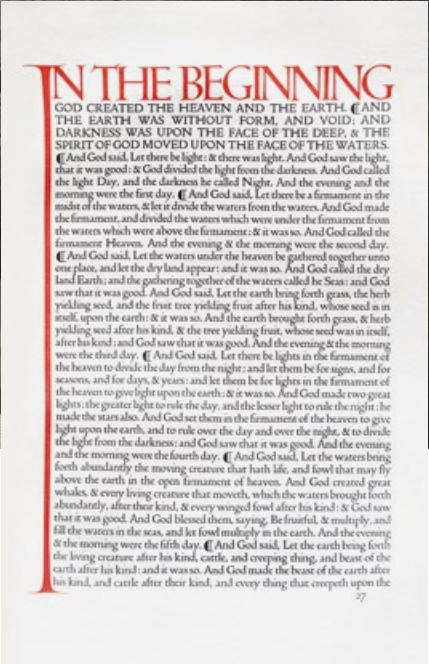 IN THE BEGINNING
GOD CREATED THE HEAVEN AND THE EARTH. ¶ AND
THE EARTH WAS WITHOUT FORM, AND VOID; AND
DARKNESS WAS UPON THE FACE OF THE DEEP, & THE
SPIRIT OF GOD MOVED UPON THE FACE OF THE WATERS.
¶ And God said, Let there be light: & there was light. And God saw the light,
that it was good: & God divided the light from the darkness. And God called
the light Day, and the darkness he called Night. And the evening and the
morning were the first day. ¶ And God said, Let there be a firmament in the
midst of the waters, & let it divide the waters from the waters. And God made
the firmament, and divided the waters which were under the firmament from
the waters which were above the firmament: & it was so. And God called the
firmament Heaven. And the evening & the morning were the second day.
¶ And God said, Let the waters under the heaven be gathered together unto
one place, and let the dry land appear: and it was so. And God called the dry
land Earth; and the gathering together of the waters called he Seas: and God
saw that it was good. And God said, Let the earth bring forth grass, the herb
yielding seed, and the fruit tree yielding fruit after his kind, whose seed is in
itself, upon the earth: & it was so. And the earth brought forth grass, & herb
yielding seed after his kind, & the tree yielding fruit, whose seed was in itself,
after his kind: and God saw that it was good. And the evening & the morning
were the third day. ¶ And God said, Let there be lights in the firmament of
the heaven to divide the day from the night; and let them be for signs, and for
seasons, and for days, & years: and let them be for lights in the firmament of
the heaven to give light upon the earth: & it was so. And God made two great
lights; the greater light to rule the day, and the lesser light to rule the night: he
made the stars also. And God set them in the firmament of the heaven to give
light upon the earth, and to rule over the day and over the night, & to divide
the light from the darkness: and God saw that it was good. And the evening
and the morning were the fourth day. ¶ And God said, Let the waters bring
forth abundantly the moving creature that hath life, and fowl that may fly
above the earth in the open firmament of heaven. And God created great
whales, & every living creature that moveth, which the waters brought forth
abundantly, after their kind, & every winged fowl after his kind: & God saw
that it was good. And God blessed them, saying, Be fruitful, & multiply, and
fill the waters in the seas, and let fowl multiply in the earth. And the evening
& the morning were the fifth day. ¶ And God said, Let the earth bring forth
the living creature after his kind, cattle, and creeping thing, and beast of the
earth after his kind: and it was so. And God made the beast of the earth after
his kind, and cattle after their kind, and every thing that creepeth upon the
27